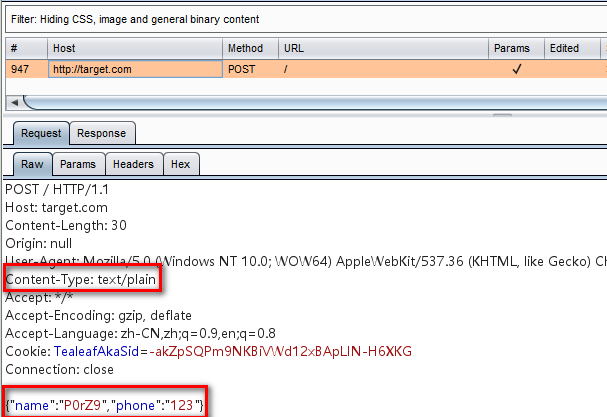 Filter: Hiding CSS, image and general binary content
# Host Method URL Params Edited
947 http://target.com POST / ✓
Request Response
Raw Params Headers Hex
POST / HTTP/1.1
Host: target.com
Content-Length: 30
Origin: null
User-Agent: Mozilla/5.0 (Windows NT 10.0; WOW64) AppleWebKit/537.36 (KHTML, like Gecko) C
Content-Type: text/plain
Accept: */*
Accept-Encoding: gzip, deflate
Accept-Language: zh-CN,zh;q=0.9,en;q=0.8
Cookie: TealeafAkaSid=-akZpSQPm9NKBiVWd12xBApLIN-H6XKG
Connection: close
{"name":"P0rZ9","phone":"123"}